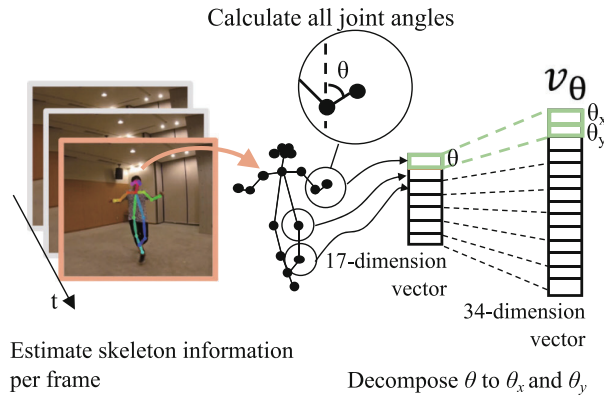 Calculate all joint angles
θ
v_θ
θ_x
θ_y
θ
t
17-dimension
vector
34-dimension
vector
Estimate skeleton information
per frame
Decompose θ to θ_x and θ_y